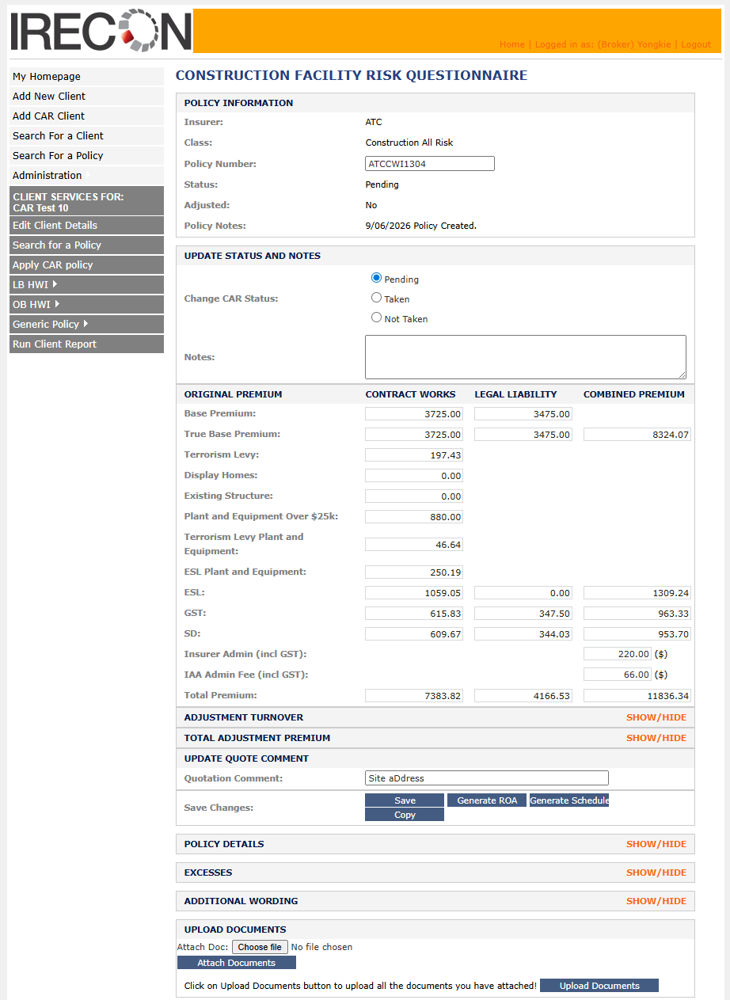 IRECON
Home | Logged in as: (Broker) Yongkie | Logout
My Homepage
Add New Client
Add CAR Client
Search For a Client
Search For a Policy
Administration
CLIENT SERVICES FOR:
CAR Test 10
Edit Client Details
Search for a Policy
Apply CAR policy
LB HWI
OB HWI
Generic Policy
Run Client Report
CONSTRUCTION FACILITY RISK QUESTIONNAIRE
POLICY INFORMATION
Insurer: ATC
Class: Construction All Risk
Policy Number: ATCCWI1304
Status: Pending
Adjusted: No
Policy Notes: 9/06/2026 Policy Created.
UPDATE STATUS AND NOTES
Change CAR Status:
Pending
Taken
Not Taken
Notes:
ORIGINAL PREMIUM CONTRACT WORKS LEGAL LIABILITY COMBINED PREMIUM
Base Premium: 3725.00 3475.00
True Base Premium: 3725.00 3475.00 8324.07
Terrorism Levy: 197.43
Display Homes: 0.00
Existing Structure: 0.00
Plant and Equipment Over $25k: 880.00
Terrorism Levy Plant and
Equipment: 46.64
ESL Plant and Equipment: 250.19
ESL: 1059.05 0.00 1309.24
GST: 615.83 347.50 963.33
SD: 609.67 344.03 953.70
Insurer Admin (incl GST): 220.00 ($)
IAA Admin Fee (incl GST): 66.00 ($)
Total Premium: 7383.82 4166.53 11836.34
ADJUSTMENT TURNOVER SHOW/HIDE
TOTAL ADJUSTMENT PREMIUM SHOW/HIDE
UPDATE QUOTE COMMENT
Quotation Comment: Site aDdress
Save Changes:
Save Generate ROA Generate Schedule
Copy
POLICY DETAILS SHOW/HIDE
EXCESSES SHOW/HIDE
ADDITIONAL WORDING SHOW/HIDE
UPLOAD DOCUMENTS
Attach Doc: Choose file No file chosen
Attach Documents
Click on Upload Documents button to upload all the documents you have attached! Upload Documents